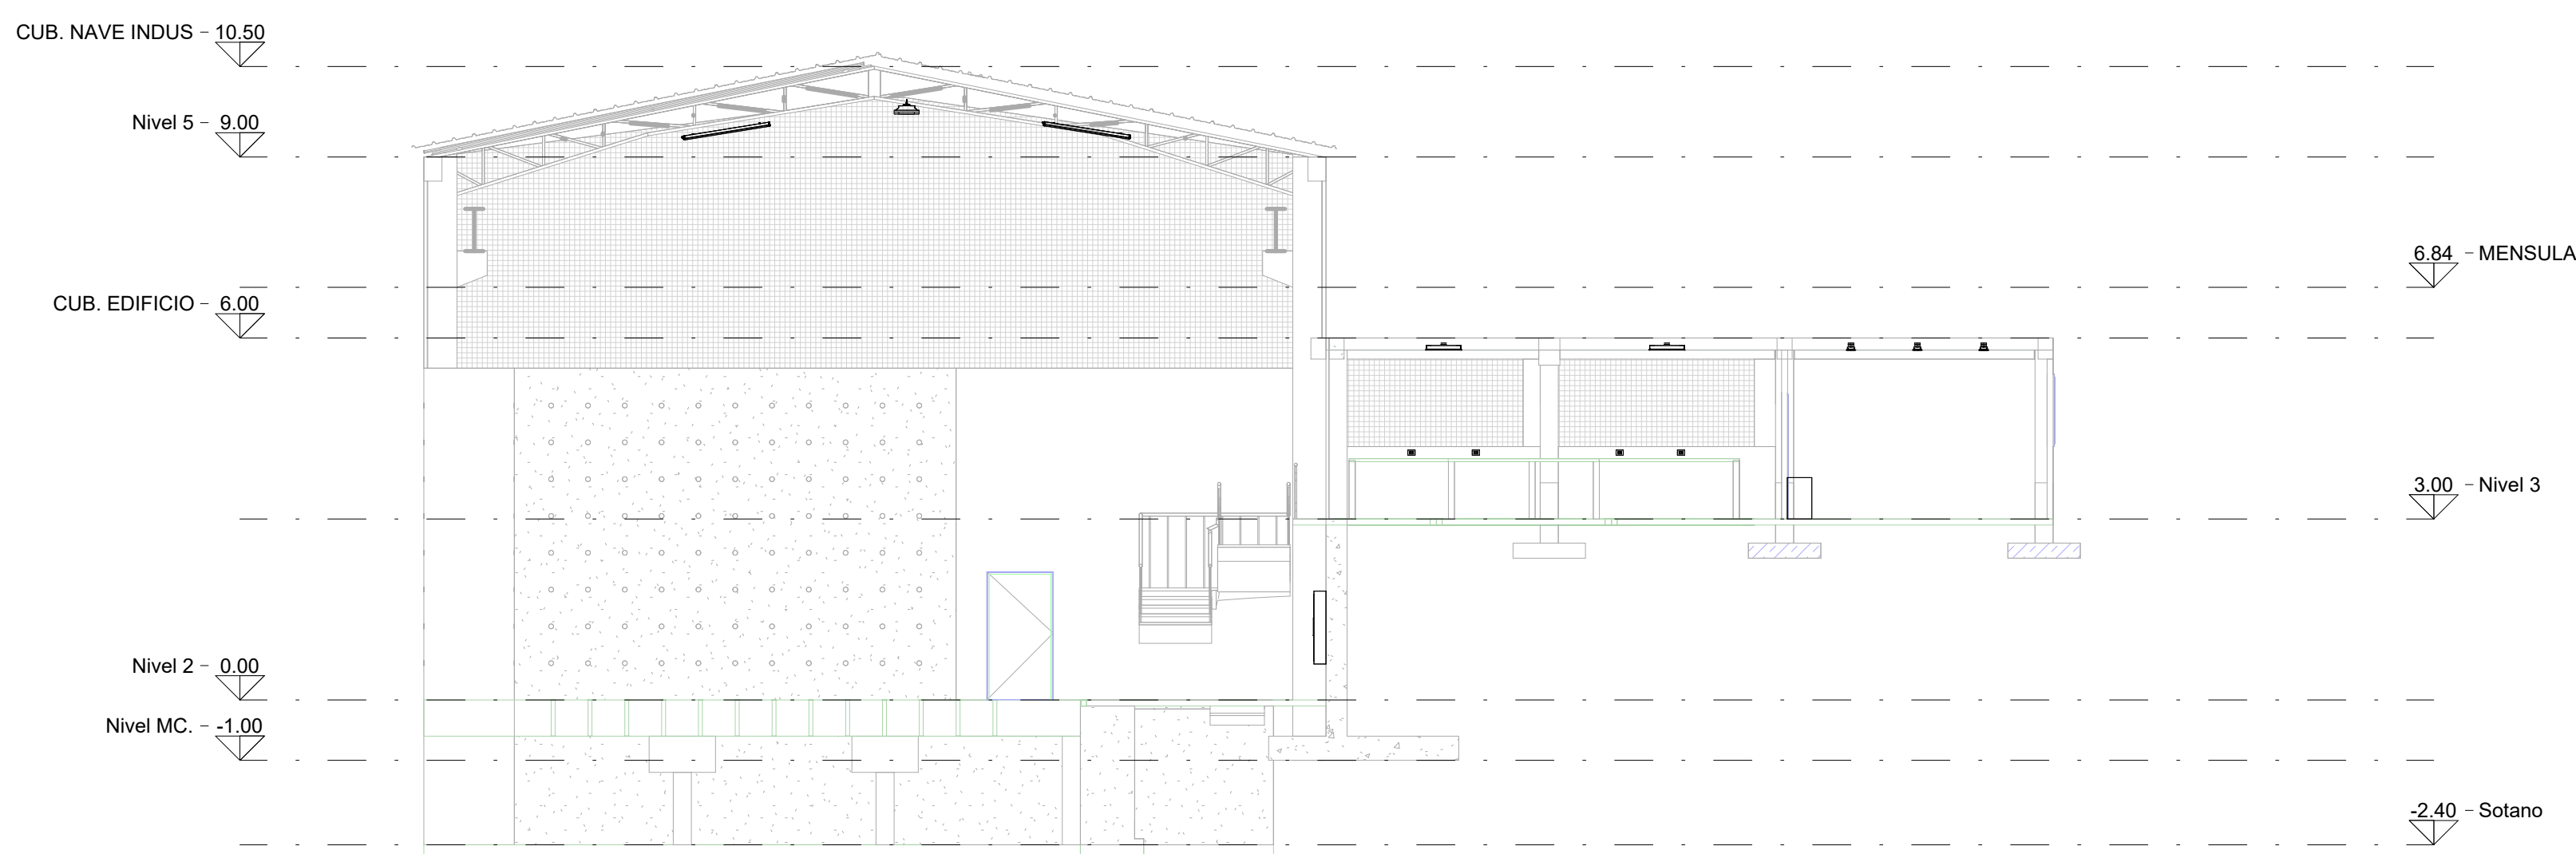 CUB. NAVE INDUS - 10.50
Nivel 5 - 9.00
6.84 - MENSULA
CUB. EDIFICIO - 6.00
3.00 - Nivel 3
Nivel 2 - 0.00
Nivel MC. - -1.00
-2.40 - Sotano